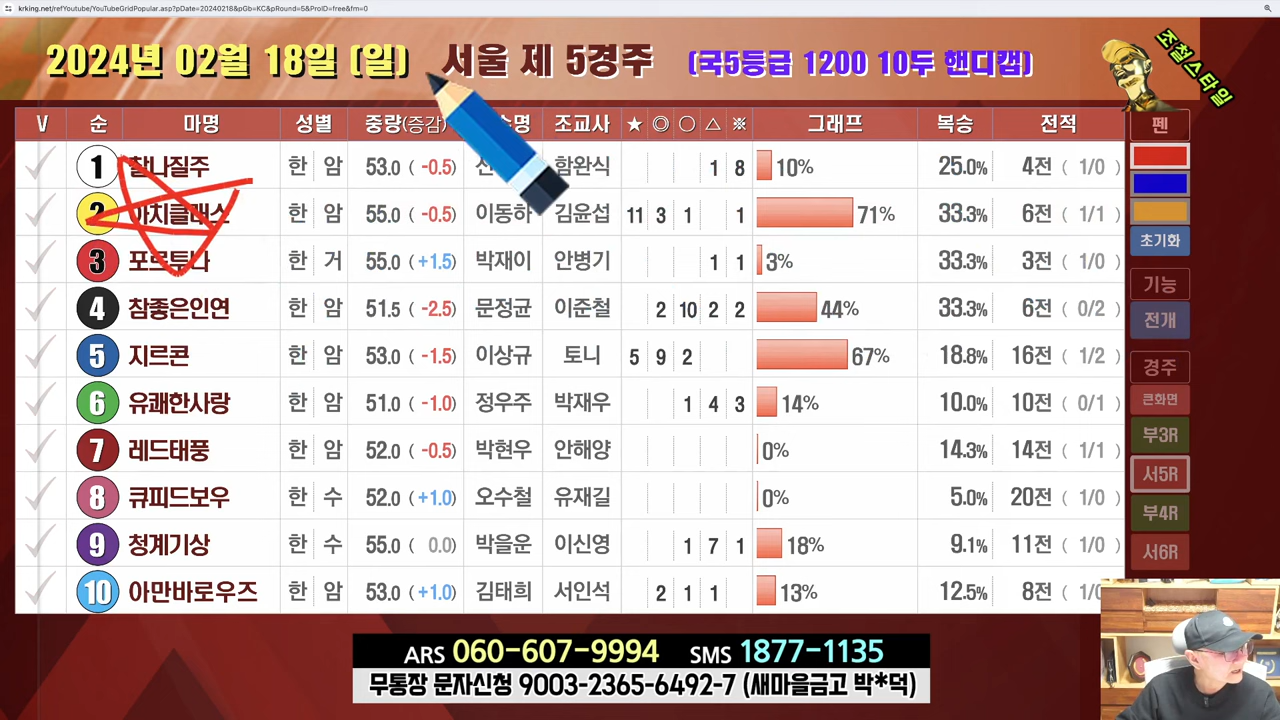 krking.net/refYoutube/YouTubeGridPopular.asp?pDate=20240218&pGb=KC&pRound=5&ProID=free&fm=0
2024년 02월 18일 (일) 서울 제 5경주 (국5등급 1200 10두 핸디캡)
조철스타일
V 순 마명 성별 중량(증감) 수명 조교사 ★ ◎ ○ △ ※ 그래프 복승 전적
1 참나질주 한 암 53.0 ( -0.5) 함완식 1 8 10% 25.0% 4전 ( 1/0 )
2 마치클래스 한 암 55.0 ( -0.5) 이동하 김윤섭 11 3 1 1 71% 33.3% 6전 ( 1/1 )
3 포르투나 한 거 55.0 ( +1.5) 박재이 안병기 1 1 3% 33.3% 3전 ( 1/0 )
4 참좋은인연 한 암 51.5 ( -2.5) 문정균 이준철 2 10 2 2 44% 33.3% 6전 ( 0/2 )
5 지르콘 한 암 53.0 ( -1.5) 이상규 토니 5 9 2 67% 18.8% 16전 ( 1/2 )
6 유쾌한사랑 한 암 51.0 ( -1.0) 정우주 박재우 1 4 3 14% 10.0% 10전 ( 0/1 )
7 레드태풍 한 암 52.0 ( -0.5) 박현우 안해양 0% 14.3% 14전 ( 1/1 )
8 큐피드보우 한 수 52.0 ( +1.0) 오수철 유재길 0% 5.0% 20전 ( 1/0 )
9 청계기상 한 수 55.0 ( 0.0) 박을운 이신영 1 7 1 18% 9.1% 11전 ( 1/0 )
10 아만바로우즈 한 암 53.0 ( +1.0) 김태희 서인석 2 1 1 13% 12.5% 8전 ( 1/0
펜
초기화
기능
전개
경주
큰화면
부3R
서5R
부4R
서6R
ARS 060-607-9994 SMS 1877-1135
무통장 문자신청 9003-2365-6492-7 (새마을금고 박*덕)